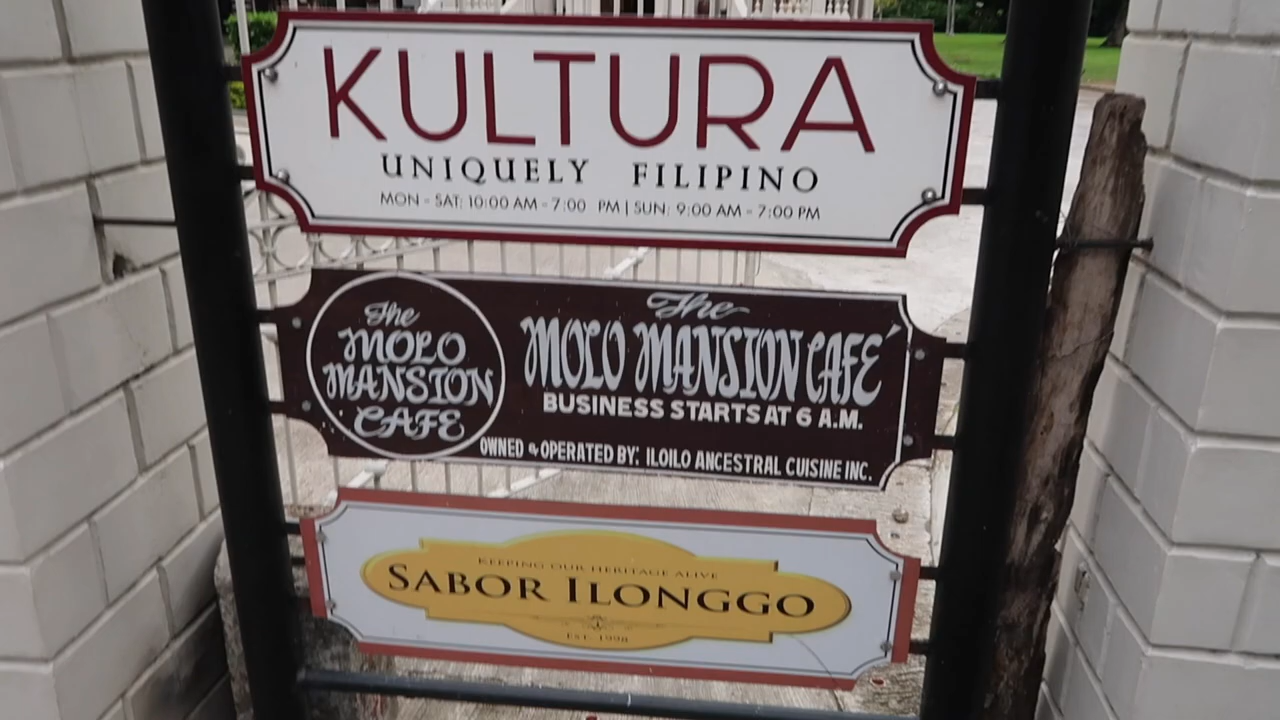 KULTURA
UNIQUELY FILIPINO
MON - SAT: 10:00 AM - 7:00 PM | SUN: 9:00 AM - 7:00 PM
The
MOLO
MANSION
CAFE
The
MOLO MANSION CAFÉ
BUSINESS STARTS AT 6 A.M.
OWNED & OPERATED BY: ILOILO ANCESTRAL CUISINE INC.
KEEPING OUR HERITAGE ALIVE
SABOR ILONGGO
EST. 1998